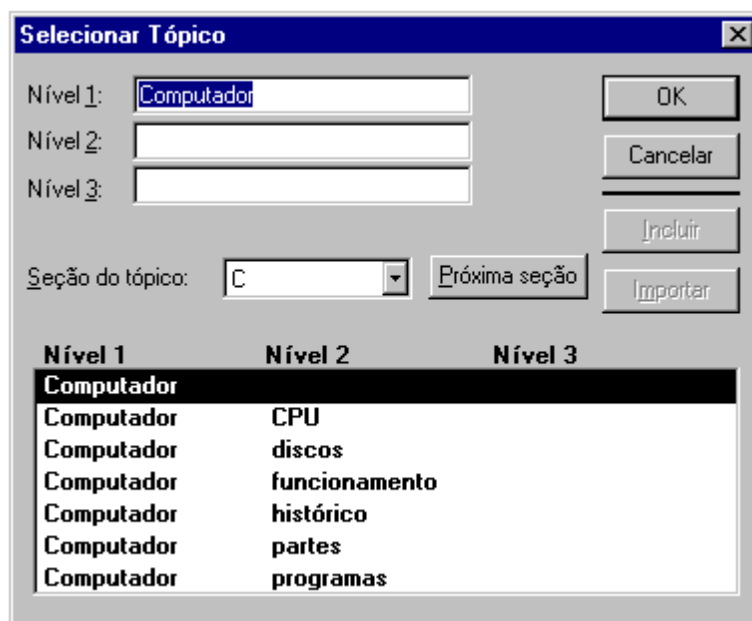 Selecionar Tópico
Nível 1: Computador
OK
Nível 2:
Cancelar
Nível 3:
Incluir
Seção do tópico: C Próxima seção
Importar
Nível 1 Nível 2 Nível 3
Computador
Computador CPU
Computador discos
Computador funcionamento
Computador histórico
Computador partes
Computador programas